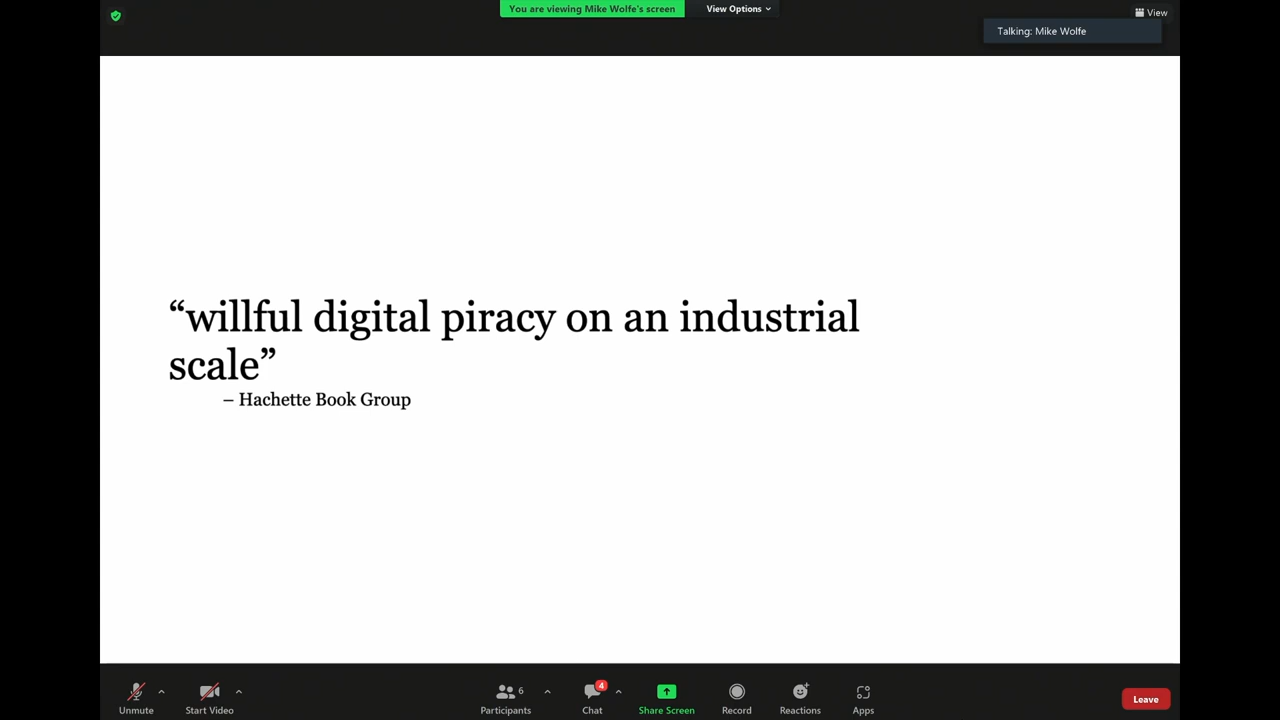 You are viewing Mike Wolfe's screen
View Options
View
Talking: Mike Wolfe
“willful digital piracy on an industrial
scale”
– Hachette Book Group
Unmute
Start Video
6
Participants
4
Chat
Share Screen
Record
Reactions
Apps
Leave